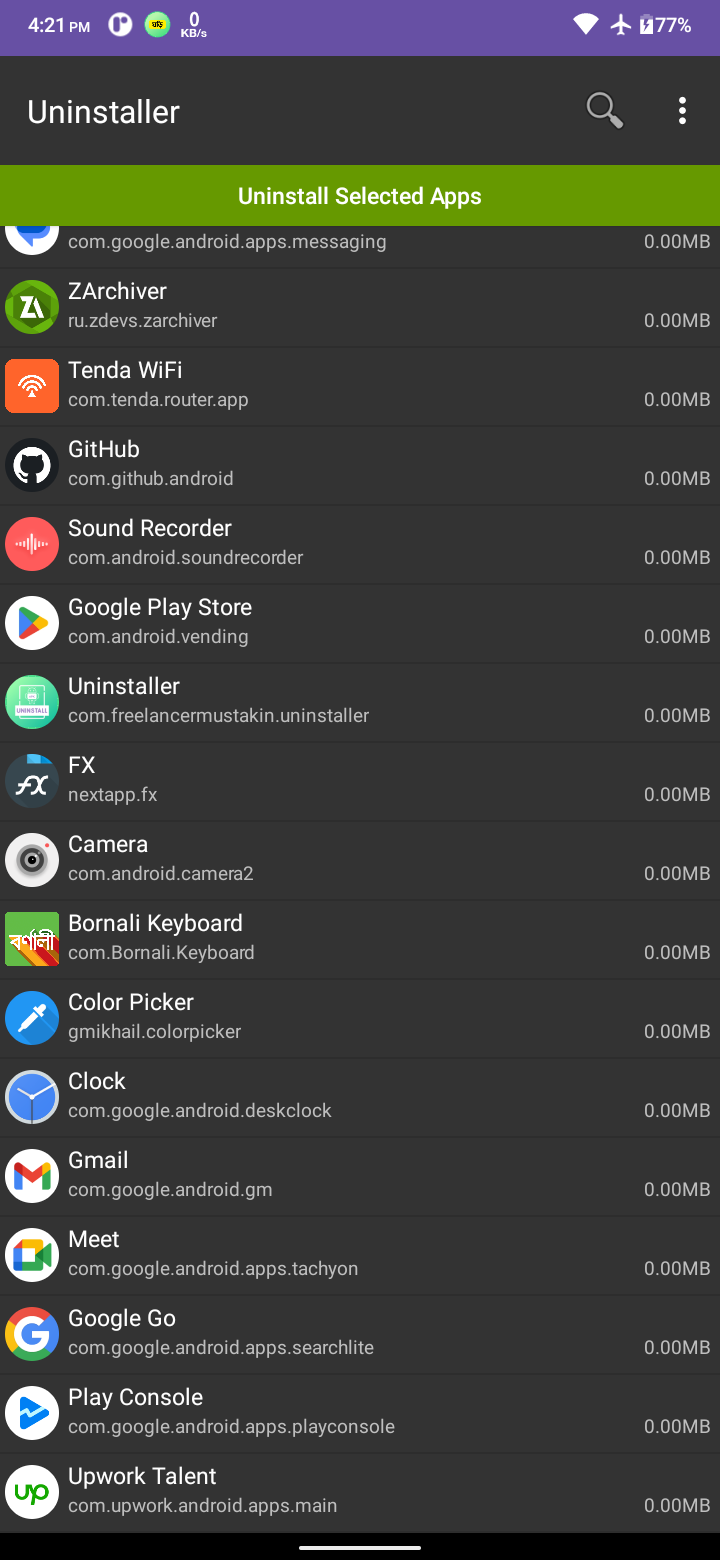 4:21 PM
0
KB/s
77%
Uninstaller
Uninstall Selected Apps
com.google.android.apps.messaging 0.00MB
ZArchiver
ru.zdevs.zarchiver 0.00MB
Tenda WiFi
com.tenda.router.app 0.00MB
GitHub
com.github.android 0.00MB
Sound Recorder
com.android.soundrecorder 0.00MB
Google Play Store
com.android.vending 0.00MB
UNINSTALL
Uninstaller
com.freelancermustakin.uninstaller 0.00MB
FX
nextapp.fx 0.00MB
Camera
com.android.camera2 0.00MB
বর্ণালী
Bornali Keyboard
com.Bornali.Keyboard 0.00MB
Color Picker
gmikhail.colorpicker 0.00MB
Clock
com.google.android.deskclock 0.00MB
Gmail
com.google.android.gm 0.00MB
Meet
com.google.android.apps.tachyon 0.00MB
Google Go
com.google.android.apps.searchlite 0.00MB
Play Console
com.google.android.apps.playconsole 0.00MB
up
Upwork Talent
com.upwork.android.apps.main 0.00MB